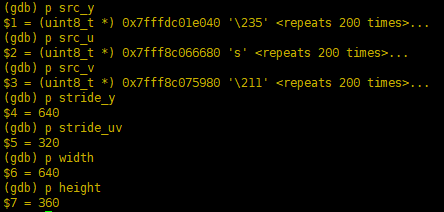 (gdb) p src_y
$1 = (uint8_t *) 0x7fffdc01e040 '\235' <repeats 200 times>...
(gdb) p src_u
$2 = (uint8_t *) 0x7fff8c066680 's' <repeats 200 times>...
(gdb) p src_v
$3 = (uint8_t *) 0x7fff8c075980 '\211' <repeats 200 times>...
(gdb) p stride_y
$4 = 640
(gdb) p stride_uv
$5 = 320
(gdb) p width
$6 = 640
(gdb) p height
$7 = 360